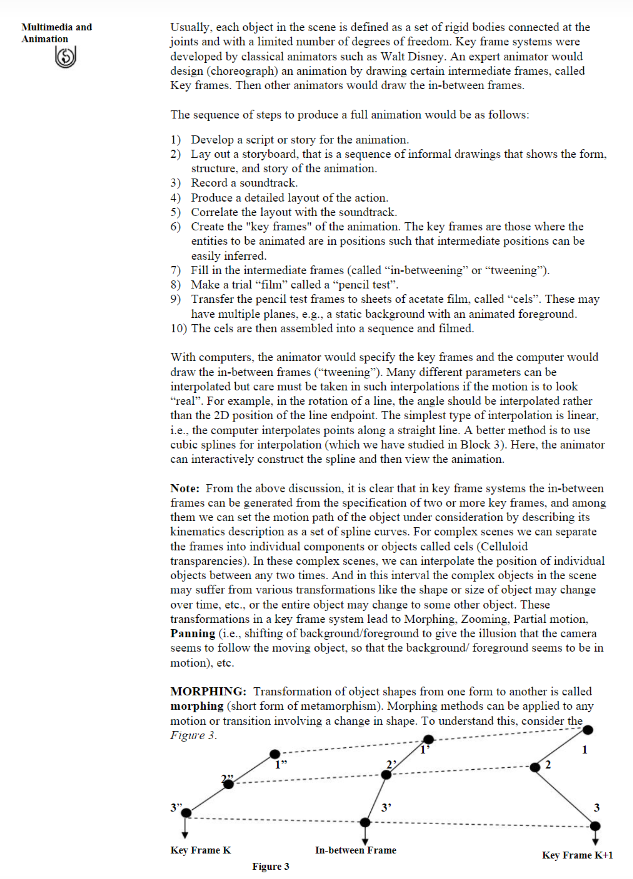 Multimedia and
Animation
Usually, each object in the scene is defined as a set of rigid bodies connected at the
joints and with a limited number of degrees of freedom. Key frame systems were
developed by classical animators such as Walt Disney. An expert animator would
design (choreograph) an animation by drawing certain intermediate frames, called
Key frames. Then other animators would draw the in-between frames.
The sequence of steps to produce a full animation would be as follows:
1) Develop a script or story for the animation.
2) Lay out a storyboard, that is a sequence of informal drawings that shows the form,
structure, and story of the animation.
3) Record a soundtrack.
4) Produce a detailed layout of the action.
5) Correlate the layout with the soundtrack.
6) Create the "key frames" of the animation. The key frames are those where the
entities to be animated are in positions such that intermediate positions can be
easily inferred.
7) Fill in the intermediate frames (called “in-betweening” or “tweening”).
8) Make a trial “film” called a “pencil test”.
9) Transfer the pencil test frames to sheets of acetate film, called “cels”. These may
have multiple planes, e.g., a static background with an animated foreground.
10) The cels are then assembled into a sequence and filmed.
With computers, the animator would specify the key frames and the computer would
draw the in-between frames (“tweening”). Many different parameters can be
interpolated but care must be taken in such interpolations if the motion is to look
“real”. For example, in the rotation of a line, the angle should be interpolated rather
than the 2D position of the line endpoint. The simplest type of interpolation is linear,
i.e., the computer interpolates points along a straight line. A better method is to use
cubic splines for interpolation (which we have studied in Block 3). Here, the animator
can interactively construct the spline and then view the animation.
Note: From the above discussion, it is clear that in key frame systems the in-between
frames can be generated from the specification of two or more key frames, and among
them we can set the motion path of the object under consideration by describing its
kinematics description as a set of spline curves. For complex scenes we can separate
the frames into individual components or objects called cels (Celluloid
transparencies). In these complex scenes, we can interpolate the position of individual
objects between any two times. And in this interval the complex objects in the scene
may suffer from various transformations like the shape or size of object may change
over time, etc., or the entire object may change to some other object. These
transformations in a key frame system lead to Morphing, Zooming, Partial motion,
Panning (i.e., shifting of background/foreground to give the illusion that the camera
seems to follow the moving object, so that the background/ foreground seems to be in
motion), etc.
MORPHING: Transformation of object shapes from one form to another is called
morphing (short form of metamorphism). Morphing methods can be applied to any
motion or transition involving a change in shape. To understand this, consider the
Figure 3.
1” 1’ 1
2” 2’ 2
3” 3’ 3
Key Frame K In-between Frame Key Frame K+1
Figure 3